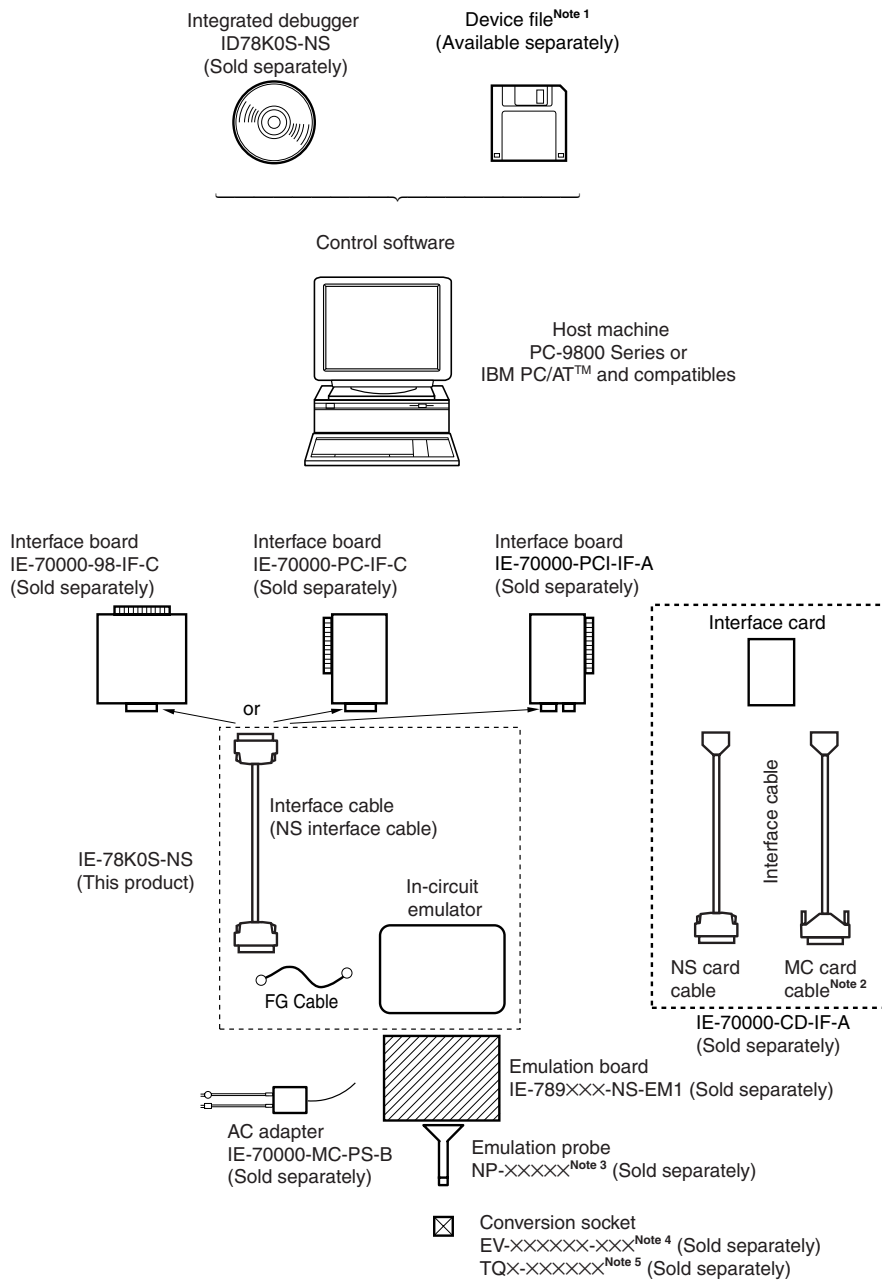 Integrated debugger
ID78K0S-NS
(Sold separately)
Device file Note 1
(Available separately)
Control software
Host machine
PC-9800 Series or
IBM PC/AT™ and compatibles
Interface board
IE-70000-98-IF-C
(Sold separately)
Interface board
IE-70000-PC-IF-C
(Sold separately)
Interface board
IE-70000-PCI-IF-A
(Sold separately)
Interface card
or
Interface cable
(NS interface cable)
Interface cable
IE-78K0S-NS
(This product)
In-circuit
emulator
FG Cable
NS card
cable
MC card
cable Note 2
IE-70000-CD-IF-A
(Sold separately)
Emulation board
IE-789×××-NS-EM1 (Sold separately)
AC adapter
IE-70000-MC-PS-B
(Sold separately)
Emulation probe
NP-××××× Note 3 (Sold separately)
Conversion socket
EV-××××××-××× Note 4 (Sold separately)
TQ×-×××××× Note 5 (Sold separately)